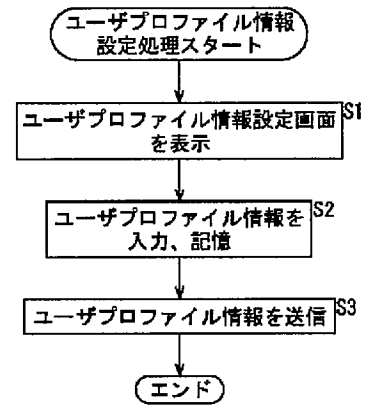 ユーザプロファイル情報
設定処理スタート
S1
ユーザプロファイル情報設定画面
を表示
S2
ユーザプロファイル情報を
入力、記憶
S3
ユーザプロファイル情報を送信
エンド